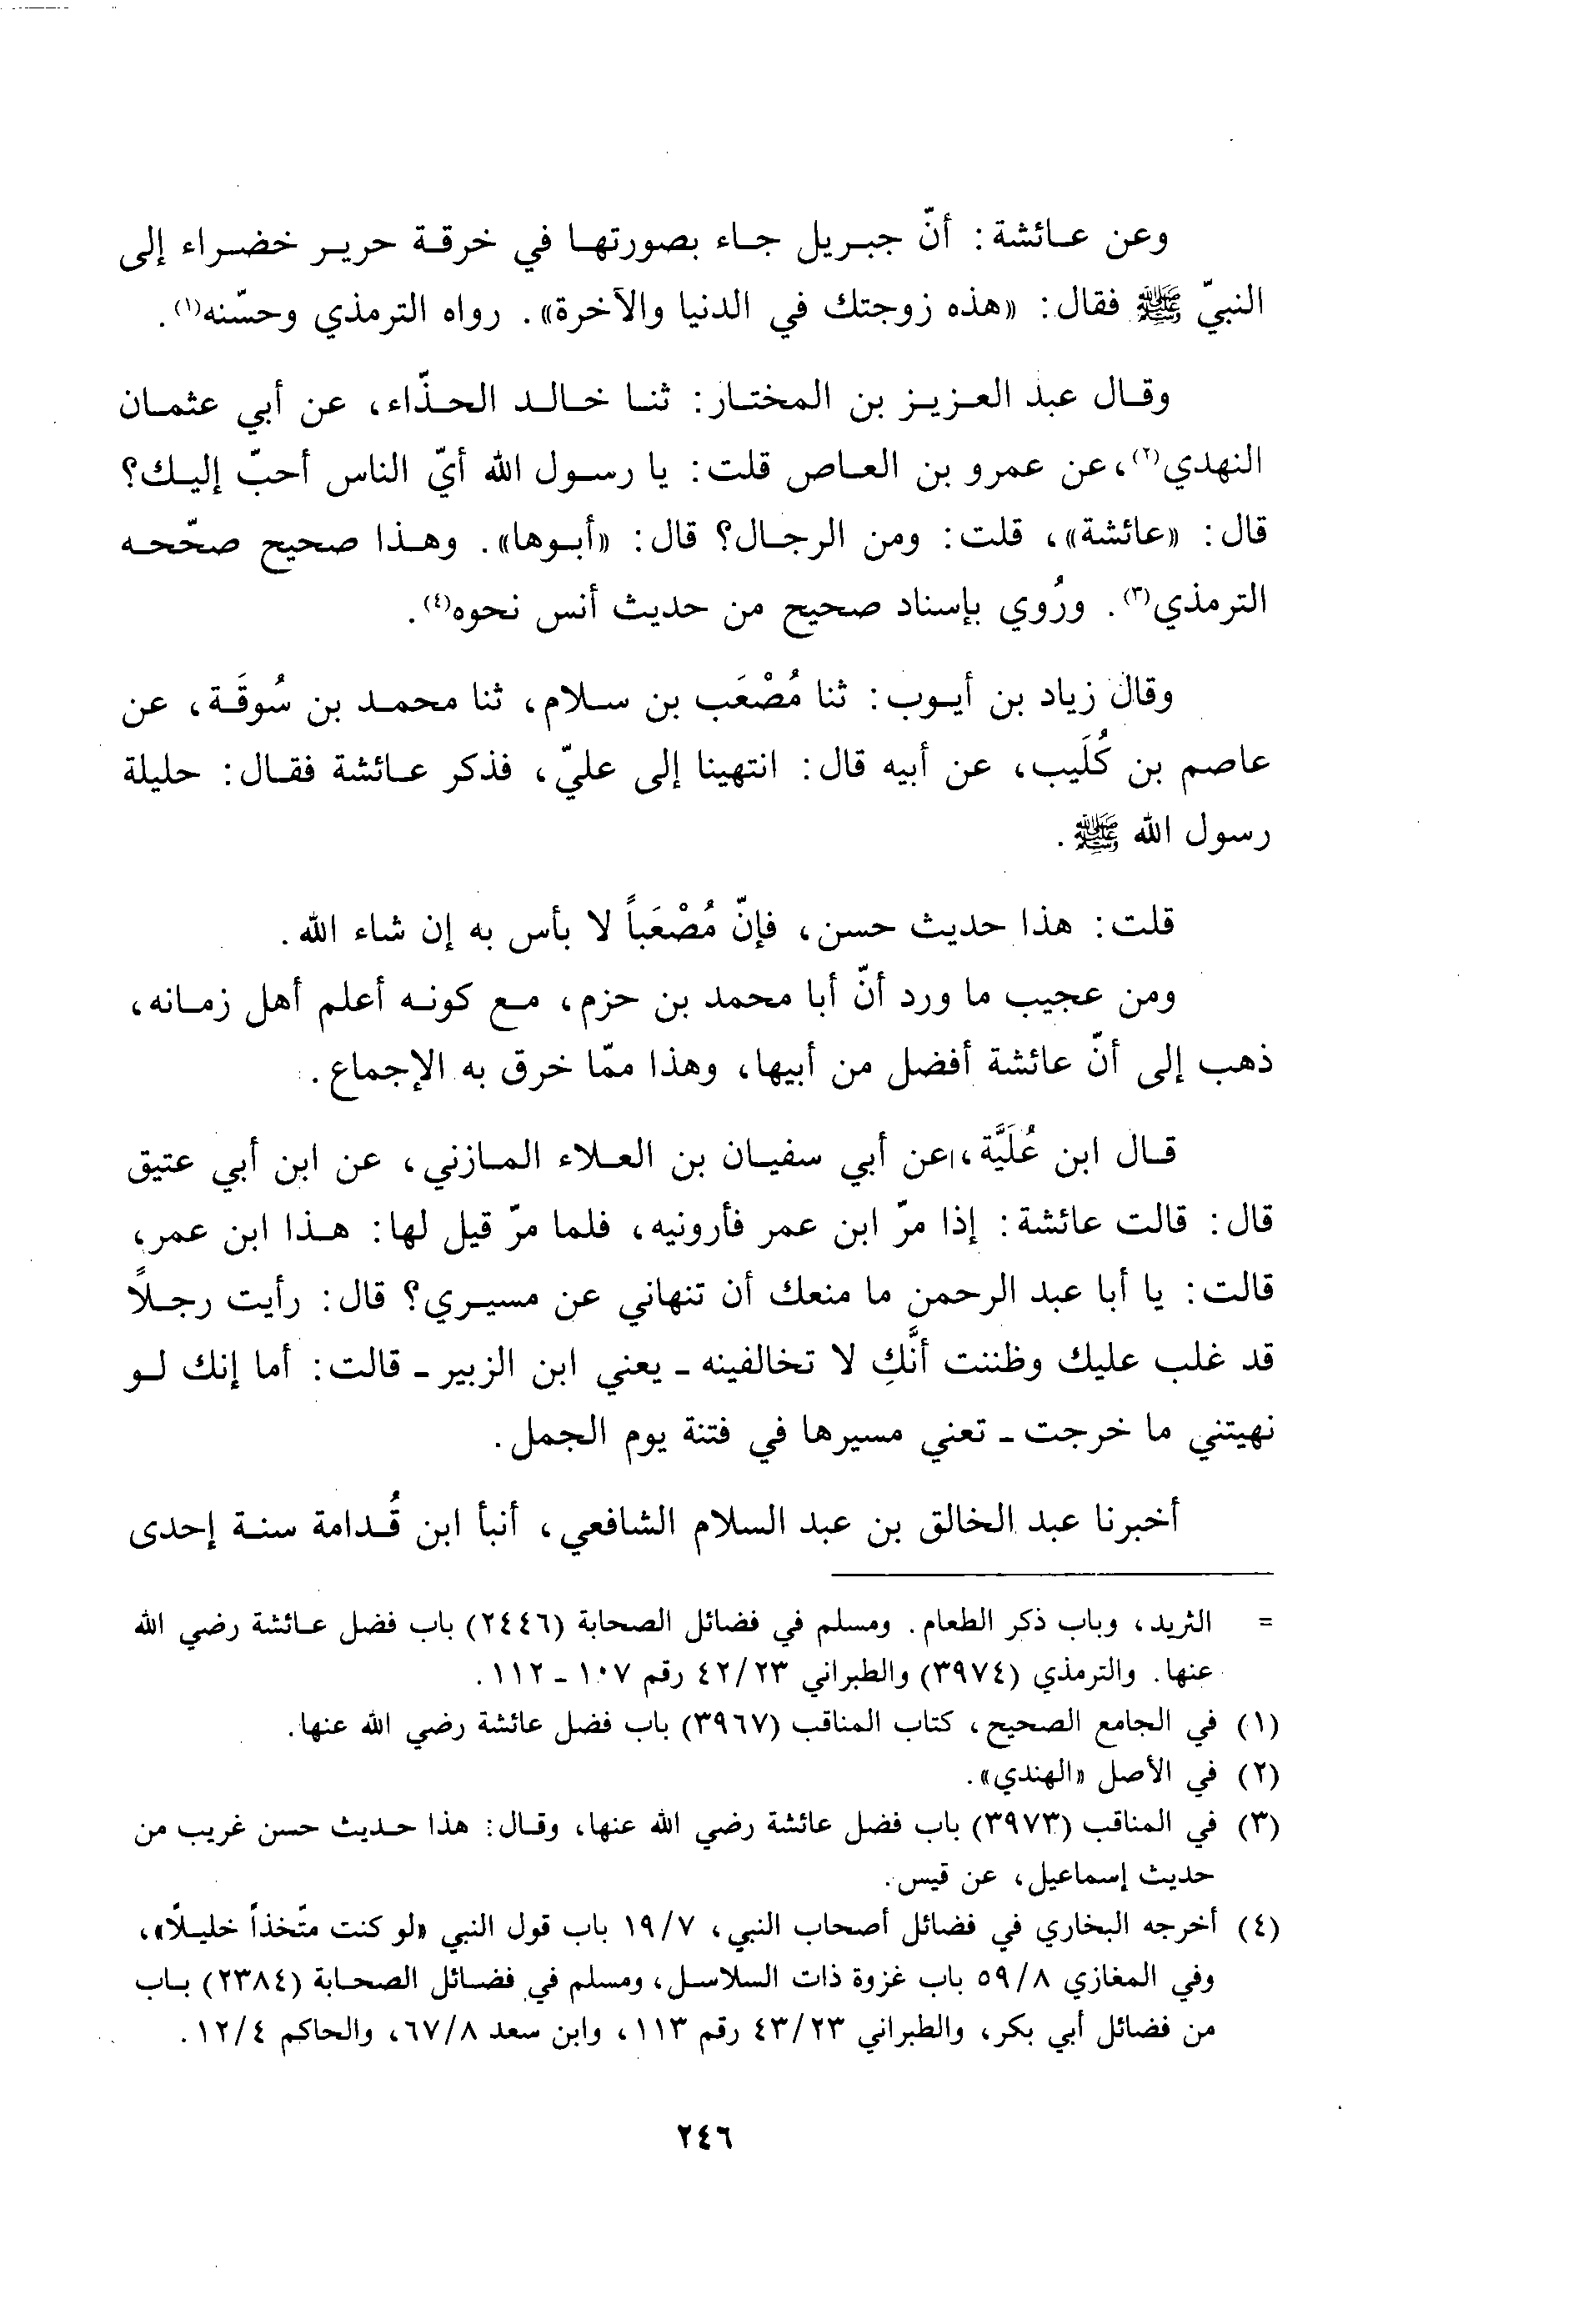 وعن عائشة: أنّ جبريل جاء بصورتها في خرقة حرير خضراء إلى
النبيّ ﷺ فقال: «هذه زوجتك في الدنيا والآخرة». رواه الترمذي وحسّنه(١).
وقال عبد العزيز بن المختار: ثنا خالد الحذّاء، عن أبي عثمان
النهدي(٢)، عن عمرو بن العاص قلت: يا رسول الله أيّ الناس أحبّ إليك؟
قال: «عائشة»، قلت: ومن الرجال؟ قال: «أبوها». وهذا صحيح صحّحه
الترمذي(٣). ورُوي بإسناد صحيح من حديث أنس نحوه(٤).
وقال زياد بن أيوب: ثنا مُصْعَب بن سلام، ثنا محمد بن سُوقَة، عن
عاصم بن كُلَيب، عن أبيه قال: انتهينا إلى عليّ، فذكر عائشة فقال: حليلة
رسول الله ﷺ.
قلت: هذا حديث حسن، فإنّ مُصْعَباً لا بأس به إن شاء الله.
ومن عجيب ما ورد أنّ أبا محمد بن حزم، مع كونه أعلم أهل زمانه،
ذهب إلى أنّ عائشة أفضل من أبيها، وهذا ممّا خرق به الإجماع.
قال ابن عُلَيَّة، عن أبي سفيان بن العلاء المازني، عن ابن أبي عتيق
قال: قالت عائشة: إذا مرّ ابن عمر فأرونيه، فلما مرّ قيل لها: هذا ابن عمر،
قالت: يا أبا عبد الرحمن ما منعك أن تنهاني عن مسيري؟ قال: رأيت رجلاً
قد غلب عليك وظننت أنَّكِ لا تخالفينه ـ يعني ابن الزبير ـ قالت: أما إنك لو
نهيتني ما خرجت ـ تعني مسيرها في فتنة يوم الجمل.
أخبرنا عبد الخالق بن عبد السلام الشافعي، أنبأ ابن قُدامة سنة إحدى
= الثريد، وباب ذكر الطعام. ومسلم في فضائل الصحابة (٢٤٤٦) باب فضل عائشة رضي الله
عنها. والترمذي (٣٩٧٤) والطبراني ٤٢/٢٣ رقم ١٠٧ ـ ١١٢.
(١) في الجامع الصحيح، كتاب المناقب (٣٩٦٧) باب فضل عائشة رضي الله عنها.
(٢) في الأصل «الهندي».
(٣) في المناقب (٣٩٧٣) باب فضل عائشة رضي الله عنها، وقال: هذا حديث حسن غريب من
حديث إسماعيل، عن قيس.
(٤) أخرجه البخاري في فضائل أصحاب النبي، ١٩/٧ باب قول النبي «لو كنت متّخذاً خليلاً»،
وفي المغازي ٥٩/٨ باب غزوة ذات السلاسل، ومسلم في فضائل الصحابة (٢٣٨٤) باب
من فضائل أبي بكر، والطبراني ٤٣/٢٣ رقم ١١٣، وابن سعد ٦٧/٨، والحاكم ١٢/٤.
٢٤٦